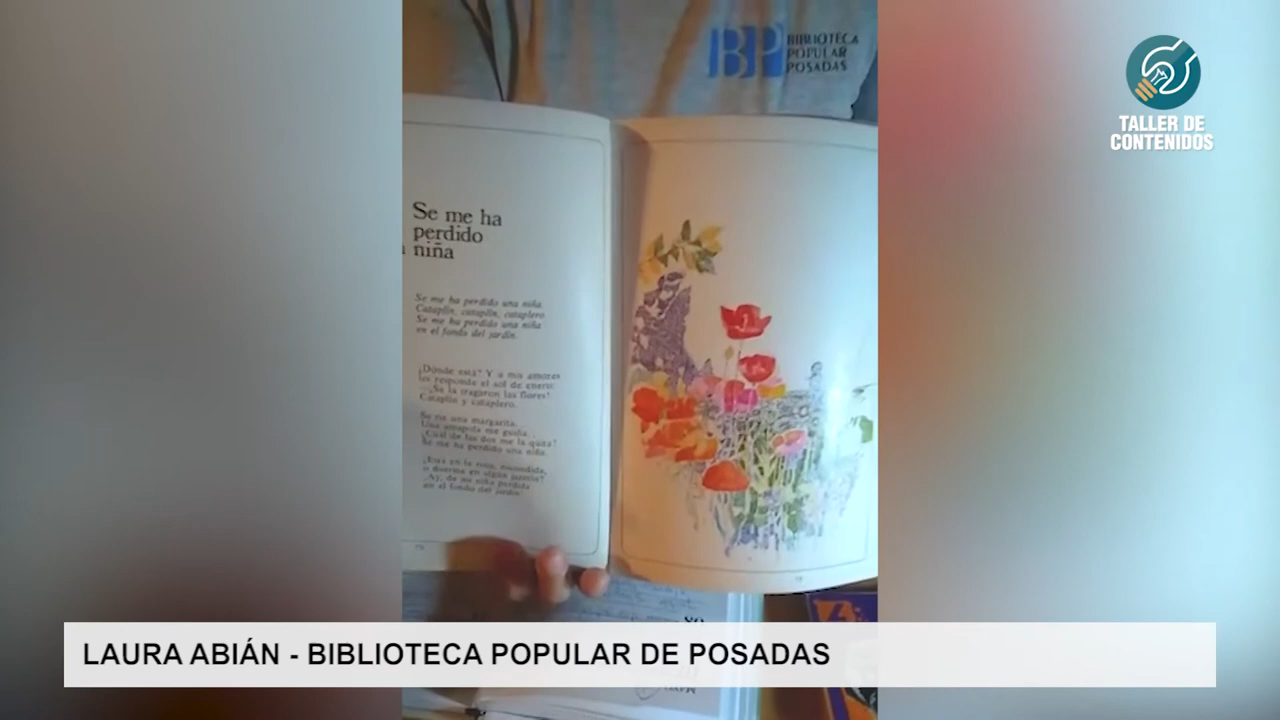 BP BIBLIOTECA
POPULAR
POSADAS
TALLER DE
CONTENIDOS
Se me ha
perdido
niña
Se me ha perdido una niña
Cataplín, cataplín, cataplero
Se me ha perdido una niña
en el fondo del jardín.
¿Dónde está? Y a mis amores
les responde el sol de enero:
¡Se la tragaron las flores!
Cataplín y cataplero.
Se ríe una margarita.
Una amapola me guiña.
¿Cuál de las dos me la quita?
Se me ha perdido una niña.
¿Está en la rosa, escondida,
o duerme en algún jazmín?
¡Ay, de mi niña perdida
en el fondo del jardín!
LAURA ABIÁN - BIBLIOTECA POPULAR DE POSADAS